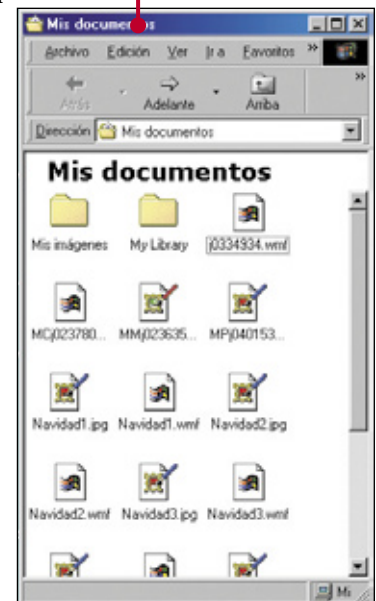 Mis documentos
Archivo Edición Ver Ir a Favoritos »
Atrás Adelante Arriba »
Dirección Mis documentos
Mis documentos
Mis imágenes My Library j0334934.wmf
MCj023780... MMj023635... MPj040153...
Navidad1.jpg Navidad1.wmf Navidad2.jpg
Navidad2.wmf Navidad3.jpg Navidad3.wmf
Mi